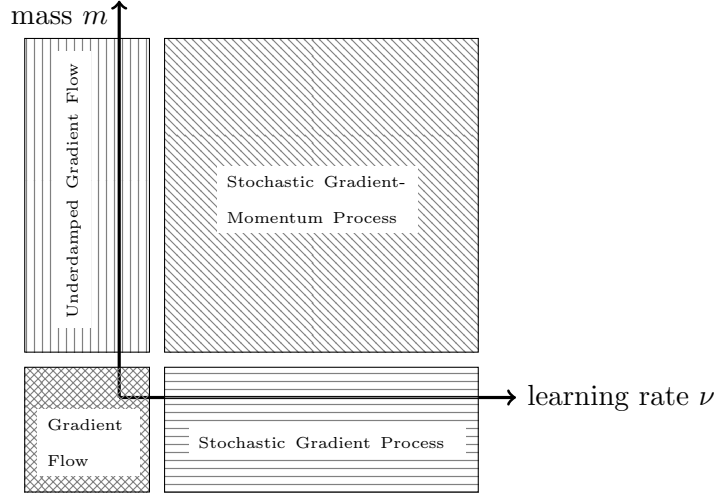 mass m
Underdamped Gradient Flow
Stochastic Gradient-
Momentum Process
learning rate ν
Gradient
Flow
Stochastic Gradient Process